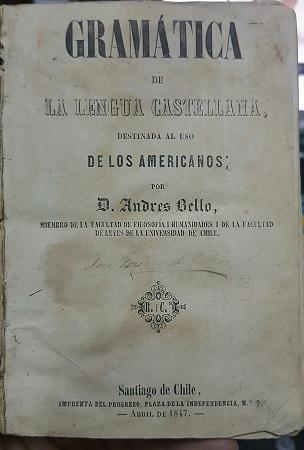 GRAMÁTICA
DE
LA LENGUA CASTELLANA,
DESTINADA AL USO
DE LOS AMERICANOS;
POR
D. Andres Bello,
MIEMBRO DE LA FACULTAD DE FILOSOFIA I HUMANIDADES I DE LA FACULTAD
DE LEYES DE LA UNIVERSIDAD DE CHILE.
R. i C.ª
Santiago de Chile,
IMPRENTA DEL PROGRESO, PLAZA DE LA INDEPENDENCIA, N.º
— ABRIL DE 1847. —